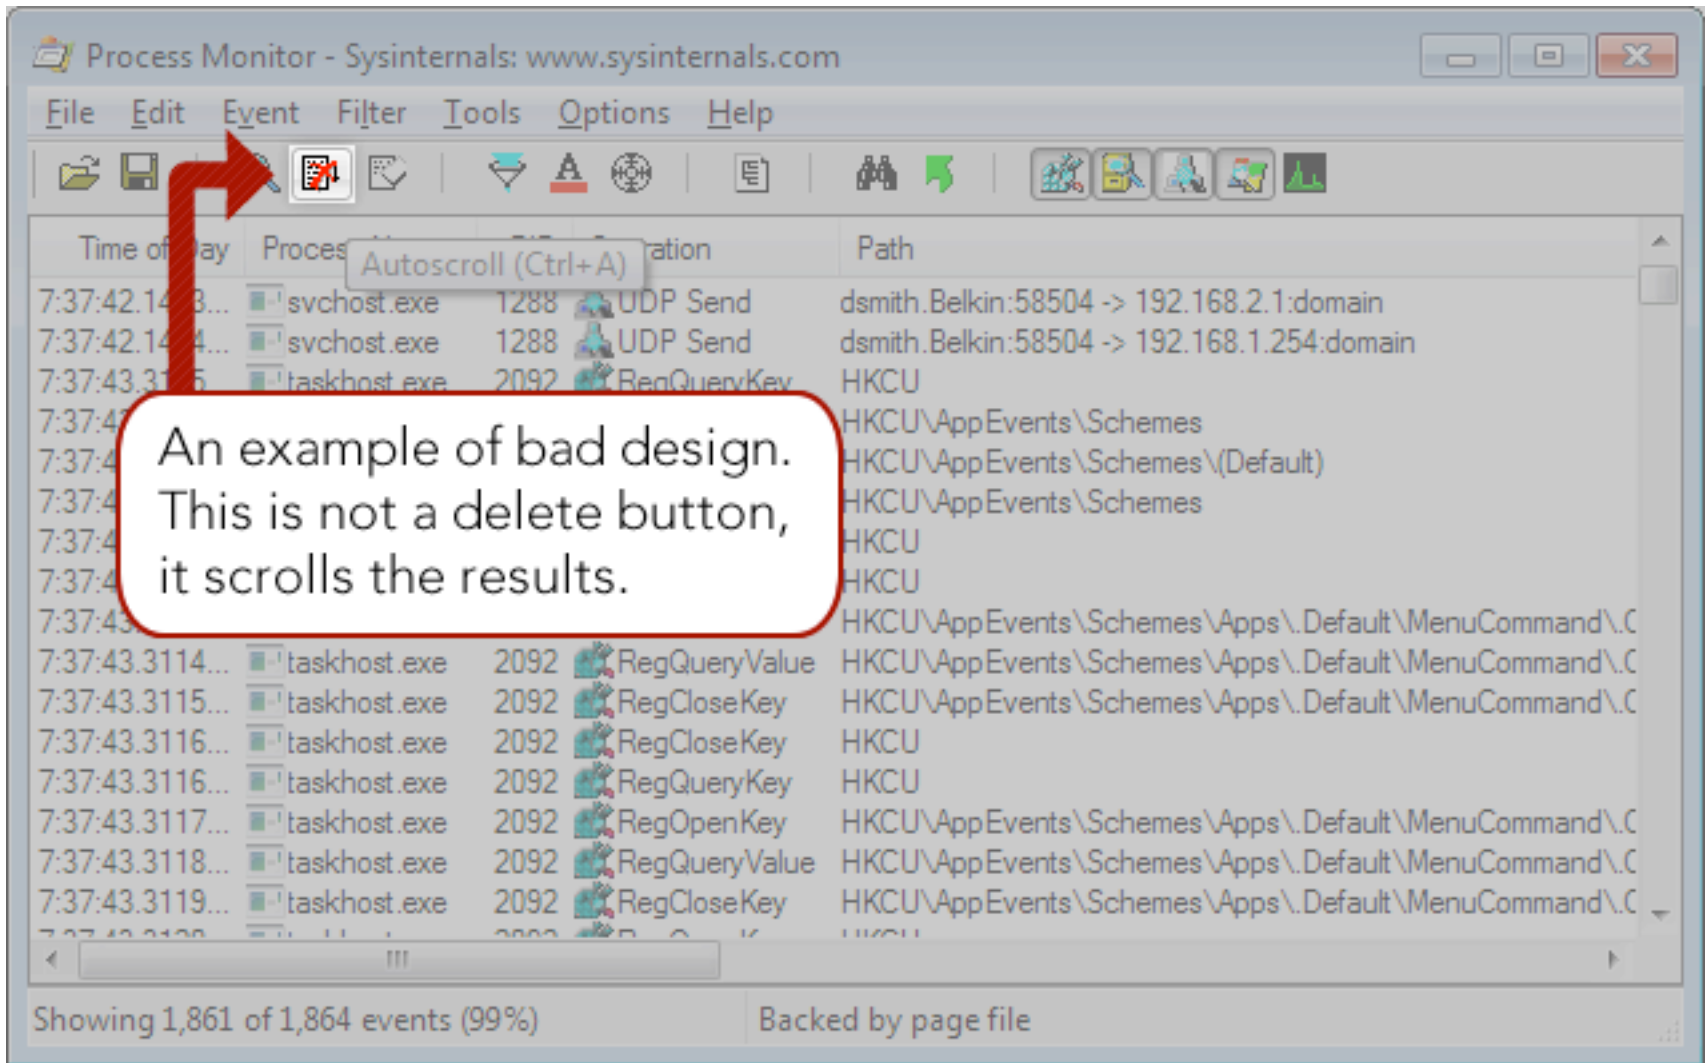 Process Monitor - Sysinternals: www.sysinternals.com
File Edit Event Filter Tools Options Help
Time of Day Process Path
Autoscroll (Ctrl+A)
svchost.exe 1288 UDP Send dsmith.Belkin:58504 -> 192.168.2.1:domain
svchost.exe 1288 UDP Send dsmith.Belkin:58504 -> 192.168.1.254:domain
taskhost.exe 2092 RegQueryKey HKCU
HKCU\AppEvents\Schemes
HKCU\AppEvents\Schemes\(Default)
HKCU\AppEvents\Schemes
HKCU
HKCU
HKCU\AppEvents\Schemes\Apps\.Default\MenuCommand\.C
An example of bad design.
This is not a delete button,
it scrolls the results.
7:37:43.3114... taskhost.exe 2092 RegQueryValue HKCU\AppEvents\Schemes\Apps\.Default\MenuCommand\.C
7:37:43.3115... taskhost.exe 2092 RegCloseKey HKCU\AppEvents\Schemes\Apps\.Default\MenuCommand\.C
7:37:43.3116... taskhost.exe 2092 RegCloseKey HKCU
7:37:43.3116... taskhost.exe 2092 RegQueryKey HKCU
7:37:43.3117... taskhost.exe 2092 RegOpenKey HKCU\AppEvents\Schemes\Apps\.Default\MenuCommand\.C
7:37:43.3118... taskhost.exe 2092 RegQueryValue HKCU\AppEvents\Schemes\Apps\.Default\MenuCommand\.C
7:37:43.3119... taskhost.exe 2092 RegCloseKey HKCU\AppEvents\Schemes\Apps\.Default\MenuCommand\.C
Showing 1,861 of 1,864 events (99%) Backed by page file